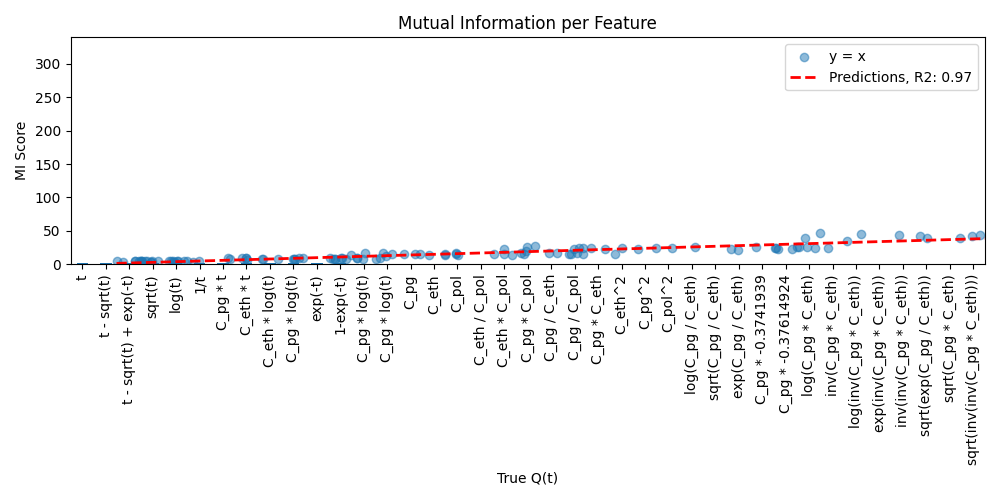 Mutual Information per Feature
MI Score
300
250
200
150
100
50
0
y = x
Predictions, R2: 0.97
t
t - sqrt(t)
t - sqrt(t) + exp(-t)
sqrt(t)
log(t)
1/t
C_pg * t
C_eth * t
C_eth * log(t)
C_pg * log(t)
exp(-t)
1-exp(-t)
C_pg * log(t)
C_pg * log(t)
C_pg
C_eth
C_pol
C_eth / C_pol
C_eth * C_pol
C_pg * C_pol
C_pg / C_eth
C_pg / C_pol
C_pg * C_eth
C_eth^2
C_pg^2
C_pol^2
log(C_pg / C_eth)
sqrt(C_pg / C_eth)
exp(C_pg / C_eth)
C_pg * -0.3741939
C_pg * -0.37614924
log(C_pg * C_eth)
inv(C_pg * C_eth)
log(inv(C_pg * C_eth))
exp(inv(C_pg * C_eth))
inv(inv(C_pg * C_eth))
sqrt(exp(C_pg / C_eth))
sqrt(C_pg * C_eth)
sqrt(inv(inv(C_pg * C_eth)))
True Q(t)